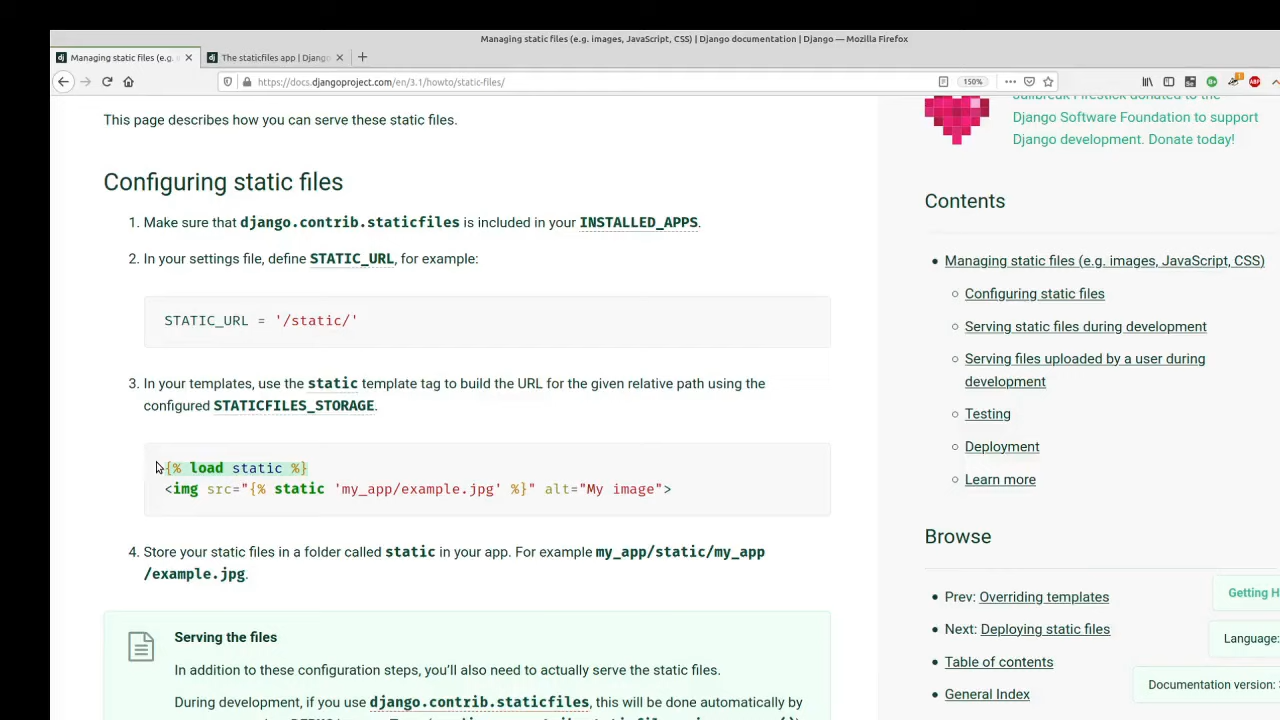 Managing static files (e.g. images, JavaScript, CSS) | Django documentation | Django — Mozilla Firefox
dj Managing static files (e.g. i
dj The staticfiles app | Djang
https://docs.djangoproject.com/en/3.1/howto/static-files/
150%
ABP
This page describes how you can serve these static files.
Configuring static files
1. Make sure that django.contrib.staticfiles is included in your INSTALLED_APPS.
2. In your settings file, define STATIC_URL, for example:
STATIC_URL = '/static/'
3. In your templates, use the static template tag to build the URL for the given relative path using the
configured STATICFILES_STORAGE.
{% load static %}
<img src="{% static 'my_app/example.jpg' %}" alt="My image">
4. Store your static files in a folder called static in your app. For example my_app/static/my_app
/example.jpg.
Serving the files
In addition to these configuration steps, you'll also need to actually serve the static files.
During development, if you use django.contrib.staticfiles, this will be done automatically by
Jailbreak Firestick donated to the
Django Software Foundation to support
Django development. Donate today!
Contents
Managing static files (e.g. images, JavaScript, CSS)
Configuring static files
Serving static files during development
Serving files uploaded by a user during
development
Testing
Deployment
Learn more
Browse
Prev: Overriding templates
Next: Deploying static files
Table of contents
General Index
Getting H
Language:
Documentation version: